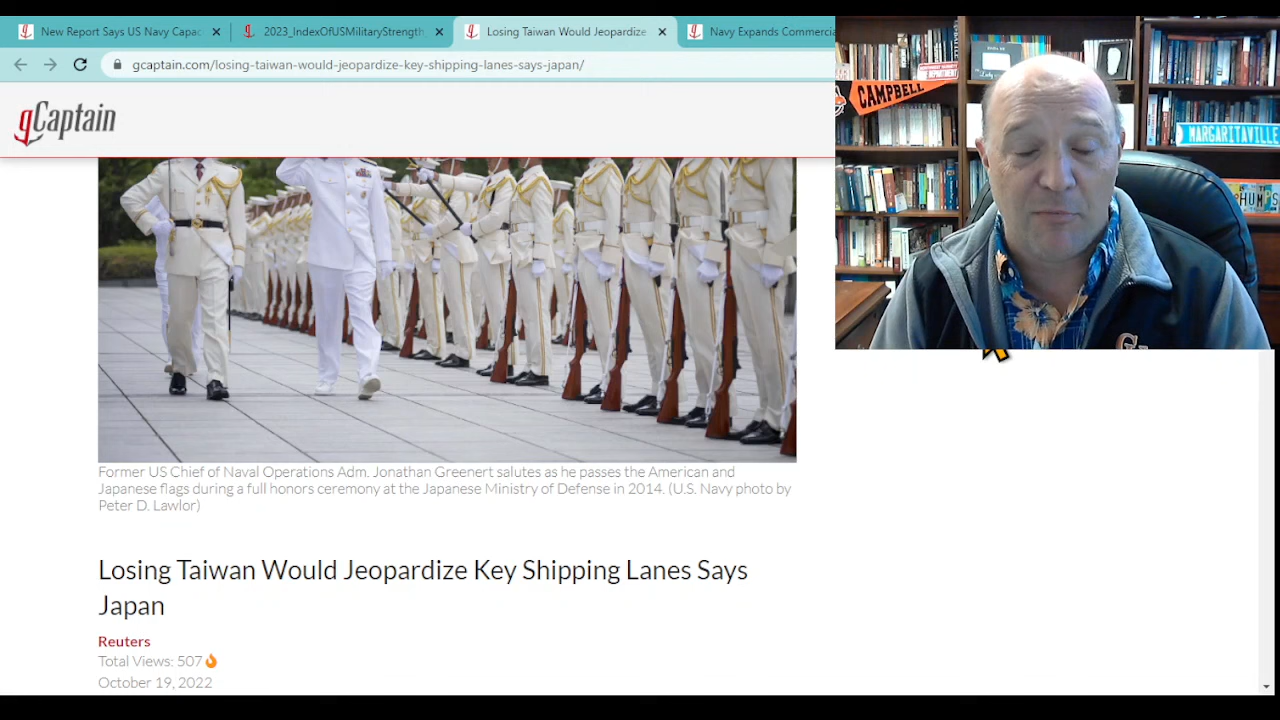 New Report Says US Navy Capac
2023_IndexOfUSMilitaryStrength
Losing Taiwan Would Jeopardize
Navy Expands Commercia
gcaptain.com/losing-taiwan-would-jeopardize-key-shipping-lanes-says-japan/
gCaptain
CAMPBELL
MARGARITAVILLE
Former US Chief of Naval Operations Adm. Jonathan Greenert salutes as he passes the American and
Japanese flags during a full honors ceremony at the Japanese Ministry of Defense in 2014. (U.S. Navy photo by
Peter D. Lawlor)
Losing Taiwan Would Jeopardize Key Shipping Lanes Says
Japan
Reuters
Total Views: 507
October 19, 2022